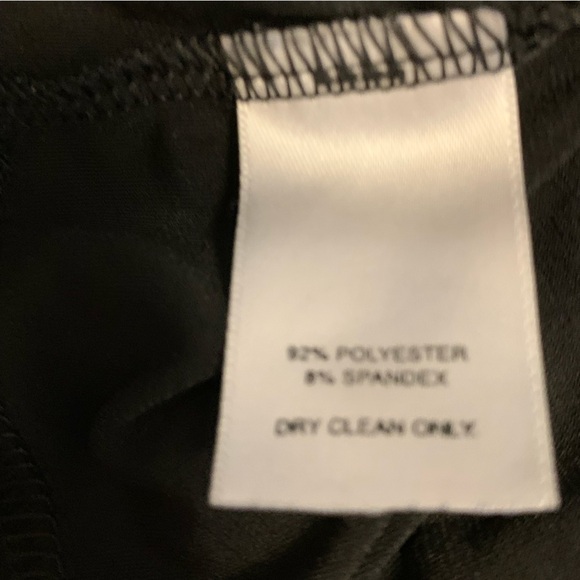 92% POLYESTER
8% SPANDEX
DRY CLEAN ONLY.